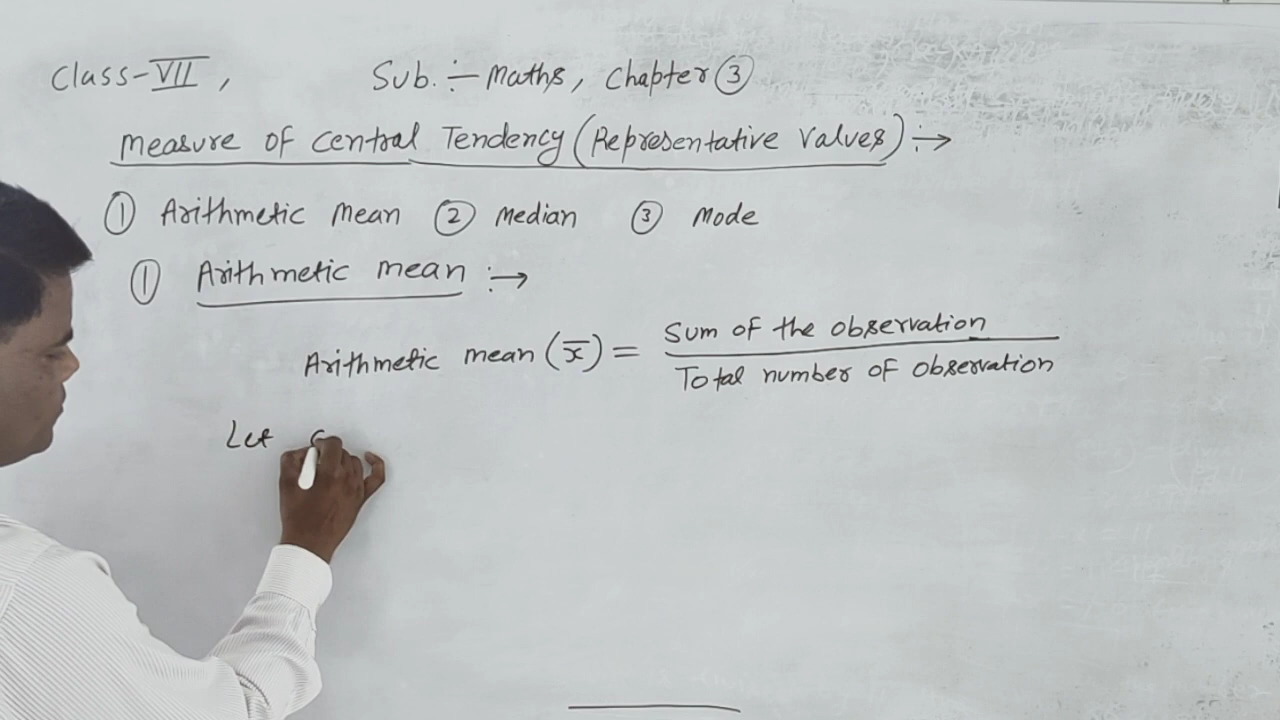 Class-VII, Sub. :- Maths, Chapter ③
Measure of Central Tendency (Representative Values) :→
① Arithmetic Mean ② Median ③ Mode
① Arithmetic mean :→
Arithmetic mean (x̅) = Sum of the observation / Total number of observation
Let